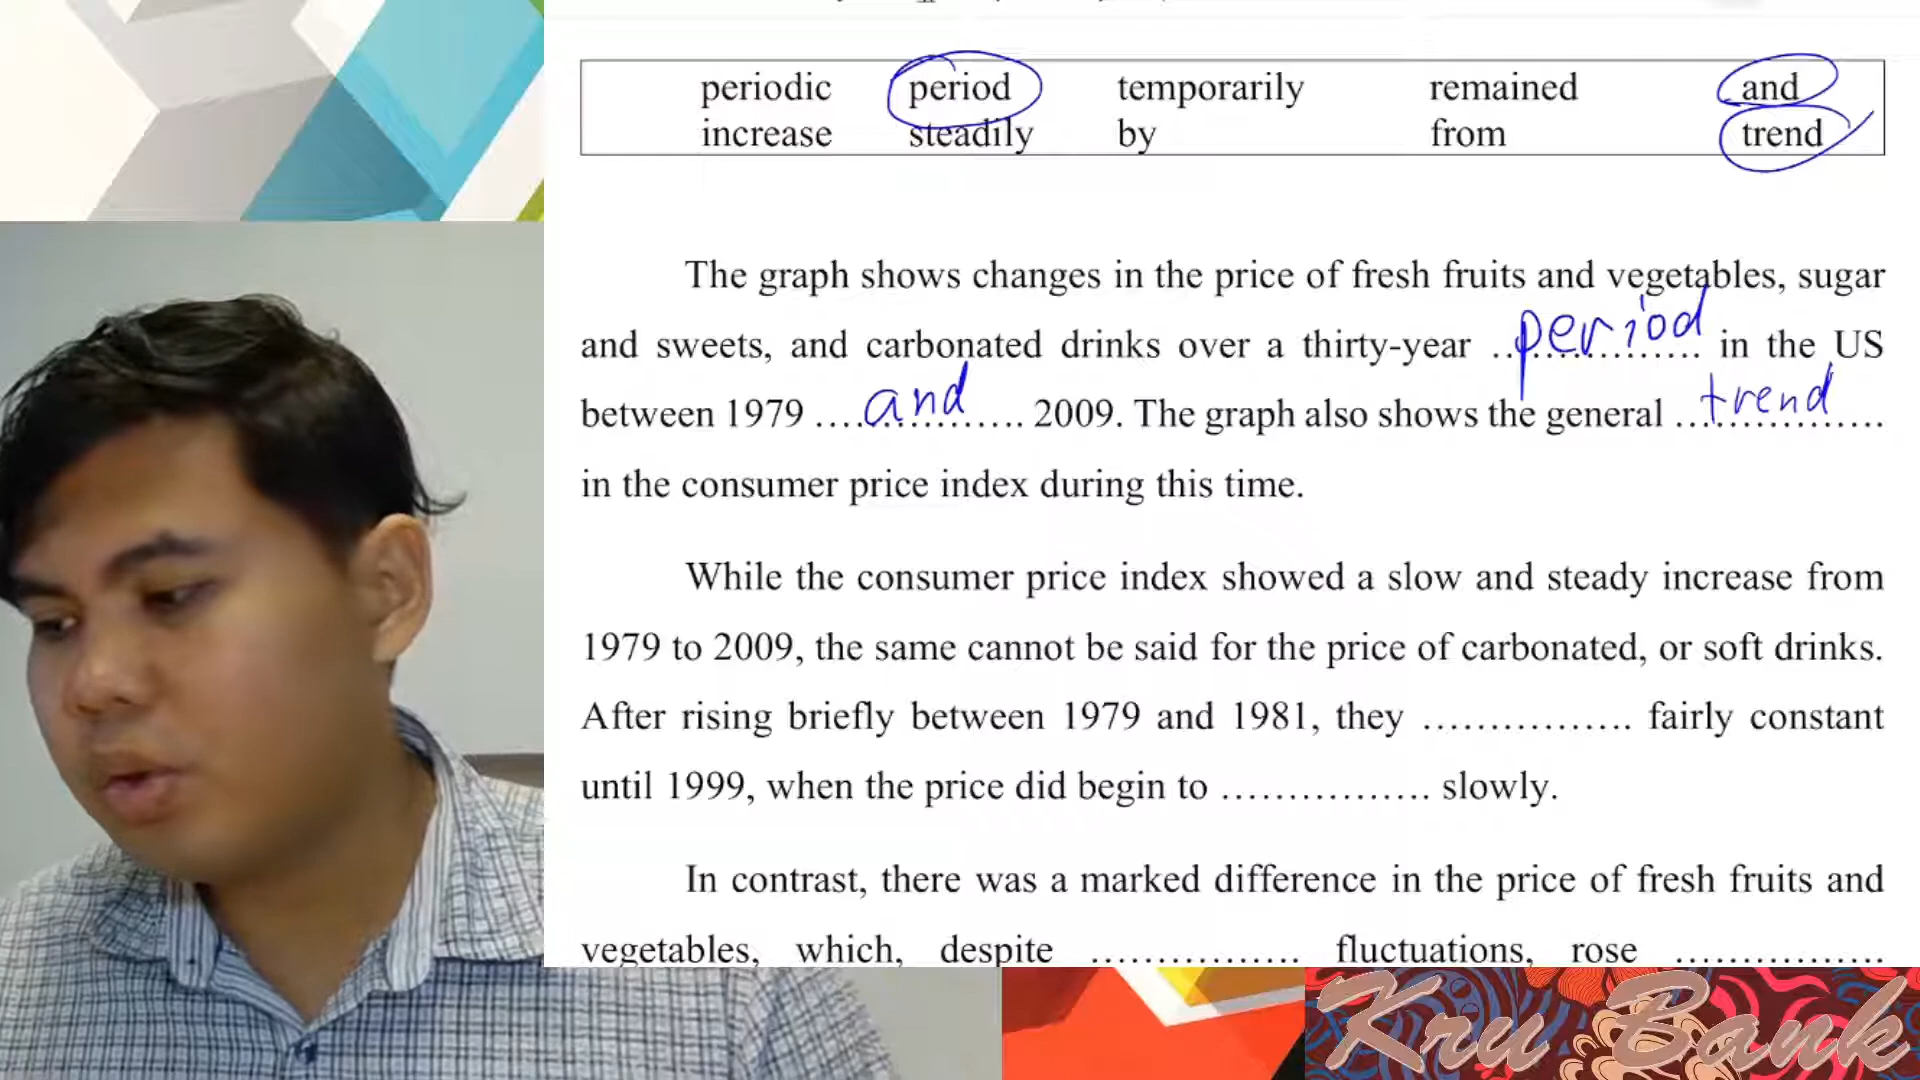 periodic period temporarily remained and
increase steadily by from trend
The graph shows changes in the price of fresh fruits and vegetables, sugar
and sweets, and carbonated drinks over a thirty-year ....period.... in the US
between 1979 ....and.... 2009. The graph also shows the general ....trend....
in the consumer price index during this time.
While the consumer price index showed a slow and steady increase from
1979 to 2009, the same cannot be said for the price of carbonated, or soft drinks.
After rising briefly between 1979 and 1981, they ................ fairly constant
until 1999, when the price did begin to ................ slowly.
In contrast, there was a marked difference in the price of fresh fruits and
vegetables, which, despite ................ fluctuations, rose ................
Kru Bank